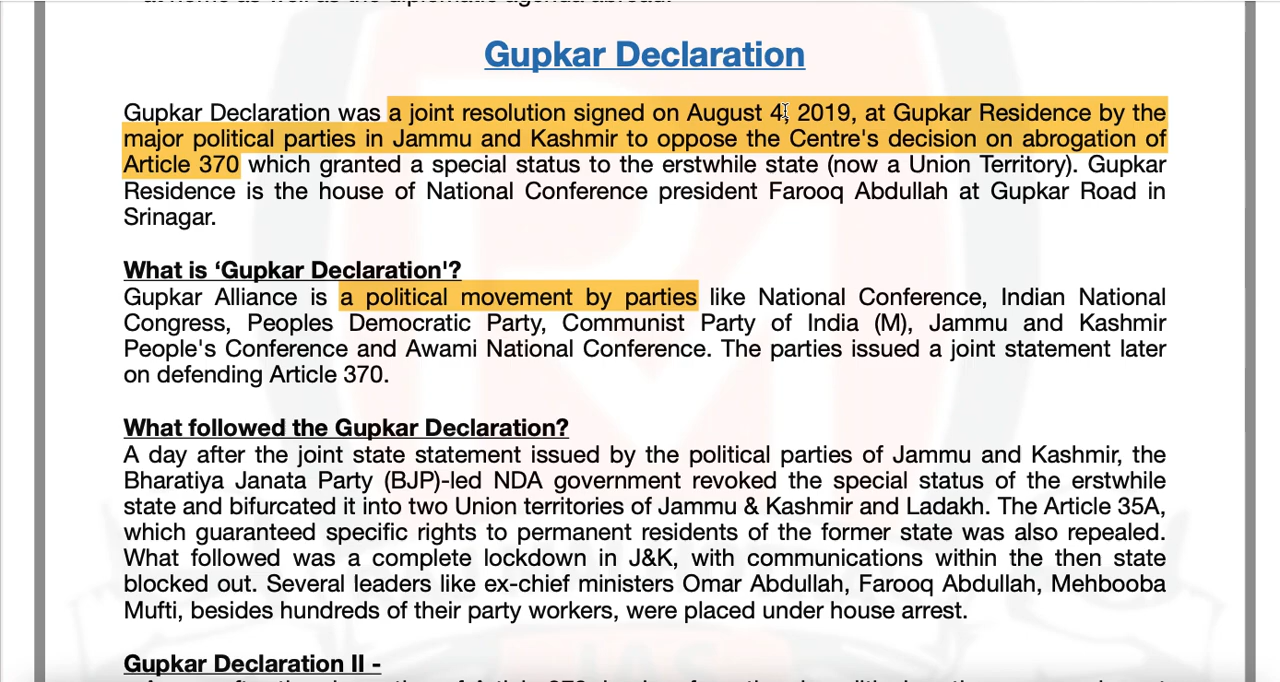 Gupkar Declaration
Gupkar Declaration was a joint resolution signed on August 4, 2019, at Gupkar Residence by the
major political parties in Jammu and Kashmir to oppose the Centre's decision on abrogation of
Article 370 which granted a special status to the erstwhile state (now a Union Territory). Gupkar
Residence is the house of National Conference president Farooq Abdullah at Gupkar Road in
Srinagar.
What is ‘Gupkar Declaration'?
Gupkar Alliance is a political movement by parties like National Conference, Indian National
Congress, Peoples Democratic Party, Communist Party of India (M), Jammu and Kashmir
People's Conference and Awami National Conference. The parties issued a joint statement later
on defending Article 370.
What followed the Gupkar Declaration?
A day after the joint state statement issued by the political parties of Jammu and Kashmir, the
Bharatiya Janata Party (BJP)-led NDA government revoked the special status of the erstwhile
state and bifurcated it into two Union territories of Jammu & Kashmir and Ladakh. The Article 35A,
which guaranteed specific rights to permanent residents of the former state was also repealed.
What followed was a complete lockdown in J&K, with communications within the then state
blocked out. Several leaders like ex-chief ministers Omar Abdullah, Farooq Abdullah, Mehbooba
Mufti, besides hundreds of their party workers, were placed under house arrest.
Gupkar Declaration II -